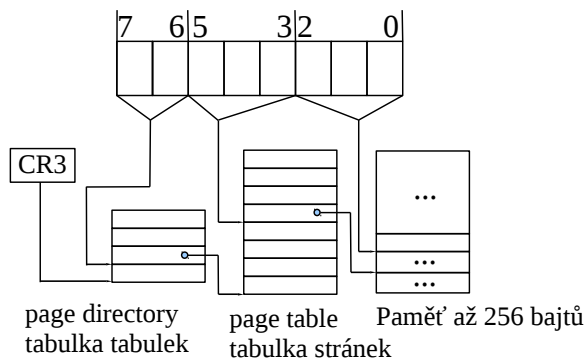 7 6 5 3 2 0
CR3
...
...
...
page directory
tabulka tabulek
page table
tabulka stránek
Paměť až 256 bajtů